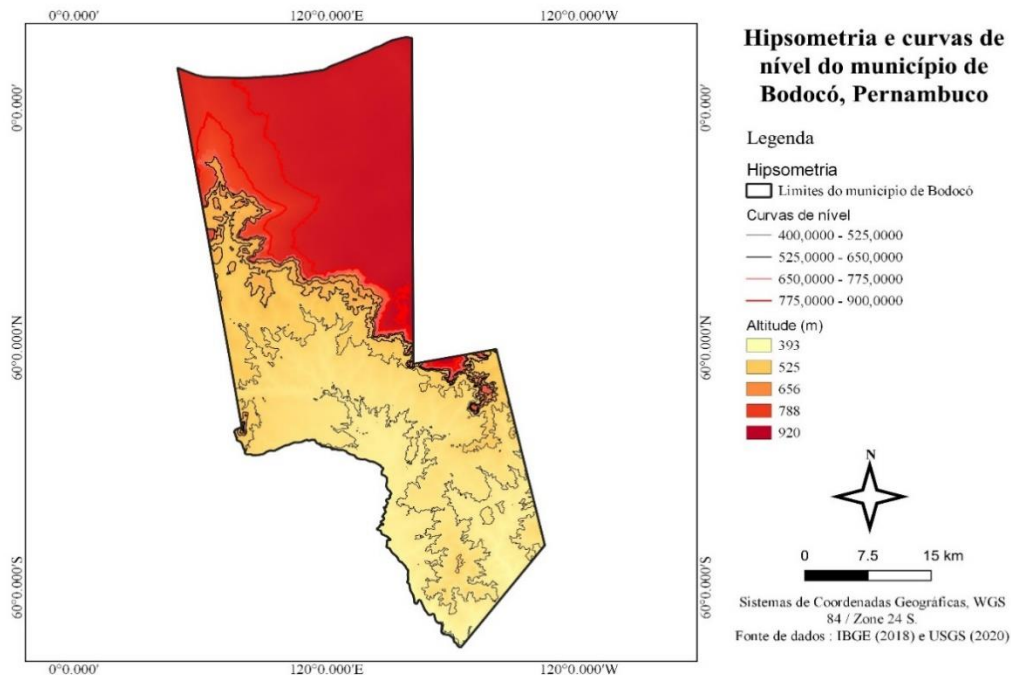 0°0.000' 120°0.000'E 120°0.000'W
Hipsometria e curvas de
nível do município de
Bodocó, Pernambuco
0°0.000' 0°0.000'
Legenda
Hipsometria
Limites do municipio de Bodocó
Curvas de nível
400,0000 - 525,0000
525,0000 - 650,0000
650,0000 - 775,0000
775,0000 - 900,0000
60°0.000'N 60°0.000'N
Altitude (m)
393
525
656
788
920
N
0 7.5 15 km
60°0.000'S 60°0.000'S
Sistemas de Coordenadas Geográficas, WGS
84 / Zone 24 S.
Fonte de dados : IBGE (2018) e USGS (2020)
0°0.000' 120°0.000'E 120°0.000'W